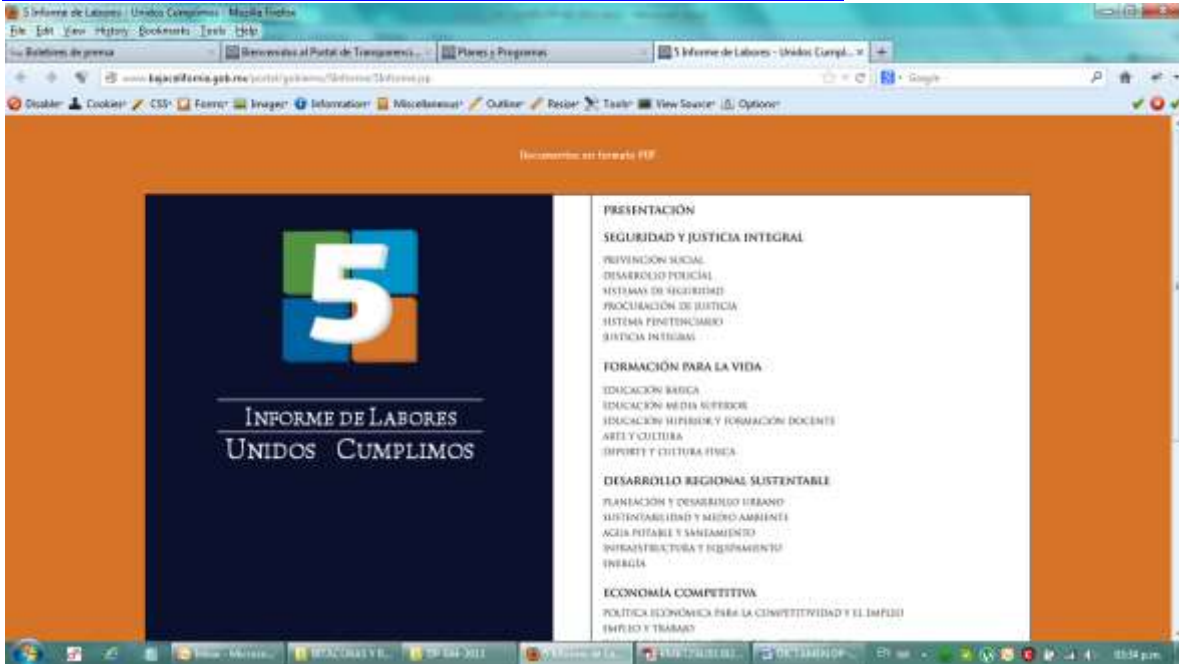 5 Informe de Labores - Unidos Cumplimos - Mozilla Firefox
File Edit View History Bookmarks Tools Help
Boletines de prensa
Bienvenidos al Portal de Transparenci...
Planes y Programas
5 Informe de Labores - Unidos Cumpl...
www.bajacalifornia.gob.mx/portal/gobierno/
Google
Disable Cookies CSS Forms Images Information Miscellaneous Outline Resize Tools View Source Options
Documentos en formato PDF
5
INFORME DE LABORES
UNIDOS CUMPLIMOS
PRESENTACIÓN
SEGURIDAD Y JUSTICIA INTEGRAL
PREVENCIÓN SOCIAL
DESARROLLO POLICIAL
SISTEMAS DE SEGURIDAD
PROCURACIÓN DE JUSTICIA
SISTEMA PENITENCIARIO
JUSTICIA INTEGRAL
FORMACIÓN PARA LA VIDA
EDUCACIÓN BÁSICA
EDUCACIÓN MEDIA SUPERIOR
EDUCACIÓN SUPERIOR Y FORMACIÓN DOCENTE
ARTE Y CULTURA
DEPORTE Y CULTURA FÍSICA
DESARROLLO REGIONAL SUSTENTABLE
PLANEACIÓN Y DESARROLLO URBANO
SUSTENTABILIDAD Y MEDIO AMBIENTE
AGUA POTABLE Y SANEAMIENTO
INFRAESTRUCTURA Y EQUIPAMIENTO
ENERGÍA
ECONOMÍA COMPETITIVA
POLÍTICA ECONÓMICA PARA LA COMPETITIVIDAD Y EL EMPLEO
EMPLEO Y TRABAJO
EN
03:34 p.m.